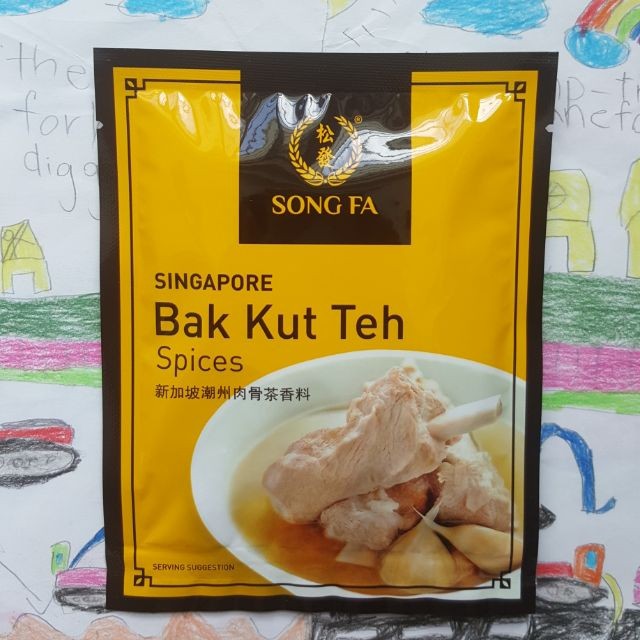 the
for
digg
松
發
®
SONG FA
SINGAPORE
Bak Kut Teh
Spices
新加坡潮州肉骨茶香料
SERVING SUGGESTION